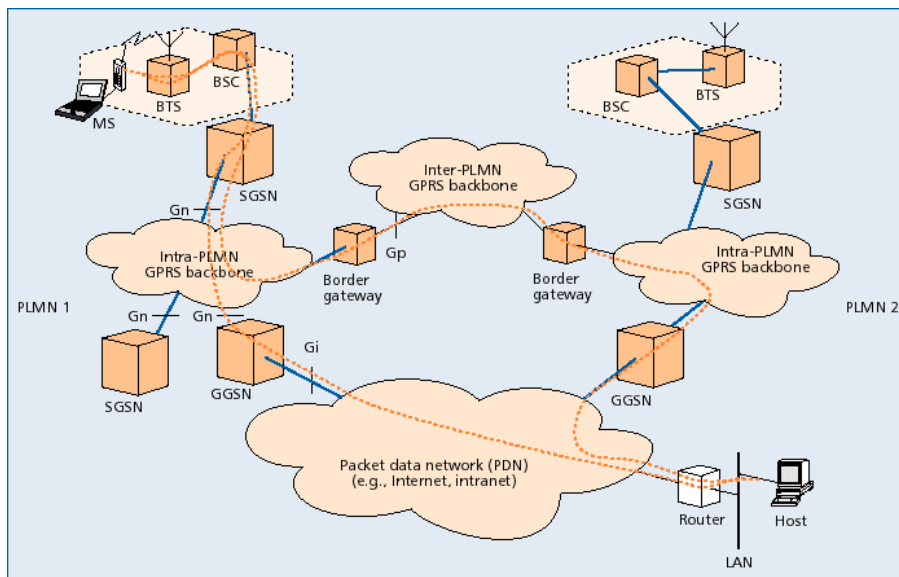 BSC
BTS
MS
SGSN
BSC
BTS
SGSN
Inter-PLMN
GPRS backbone
Gn
Gp
Intra-PLMN
GPRS backbone
Border
gateway
Border
gateway
Intra-PLMN
GPRS backbone
PLMN 1
PLMN 2
Gn
Gn
SGSN
GGSN
Gi
GGSN
Packet data network (PDN)
(e.g., Internet, intranet)
Router
Host
LAN